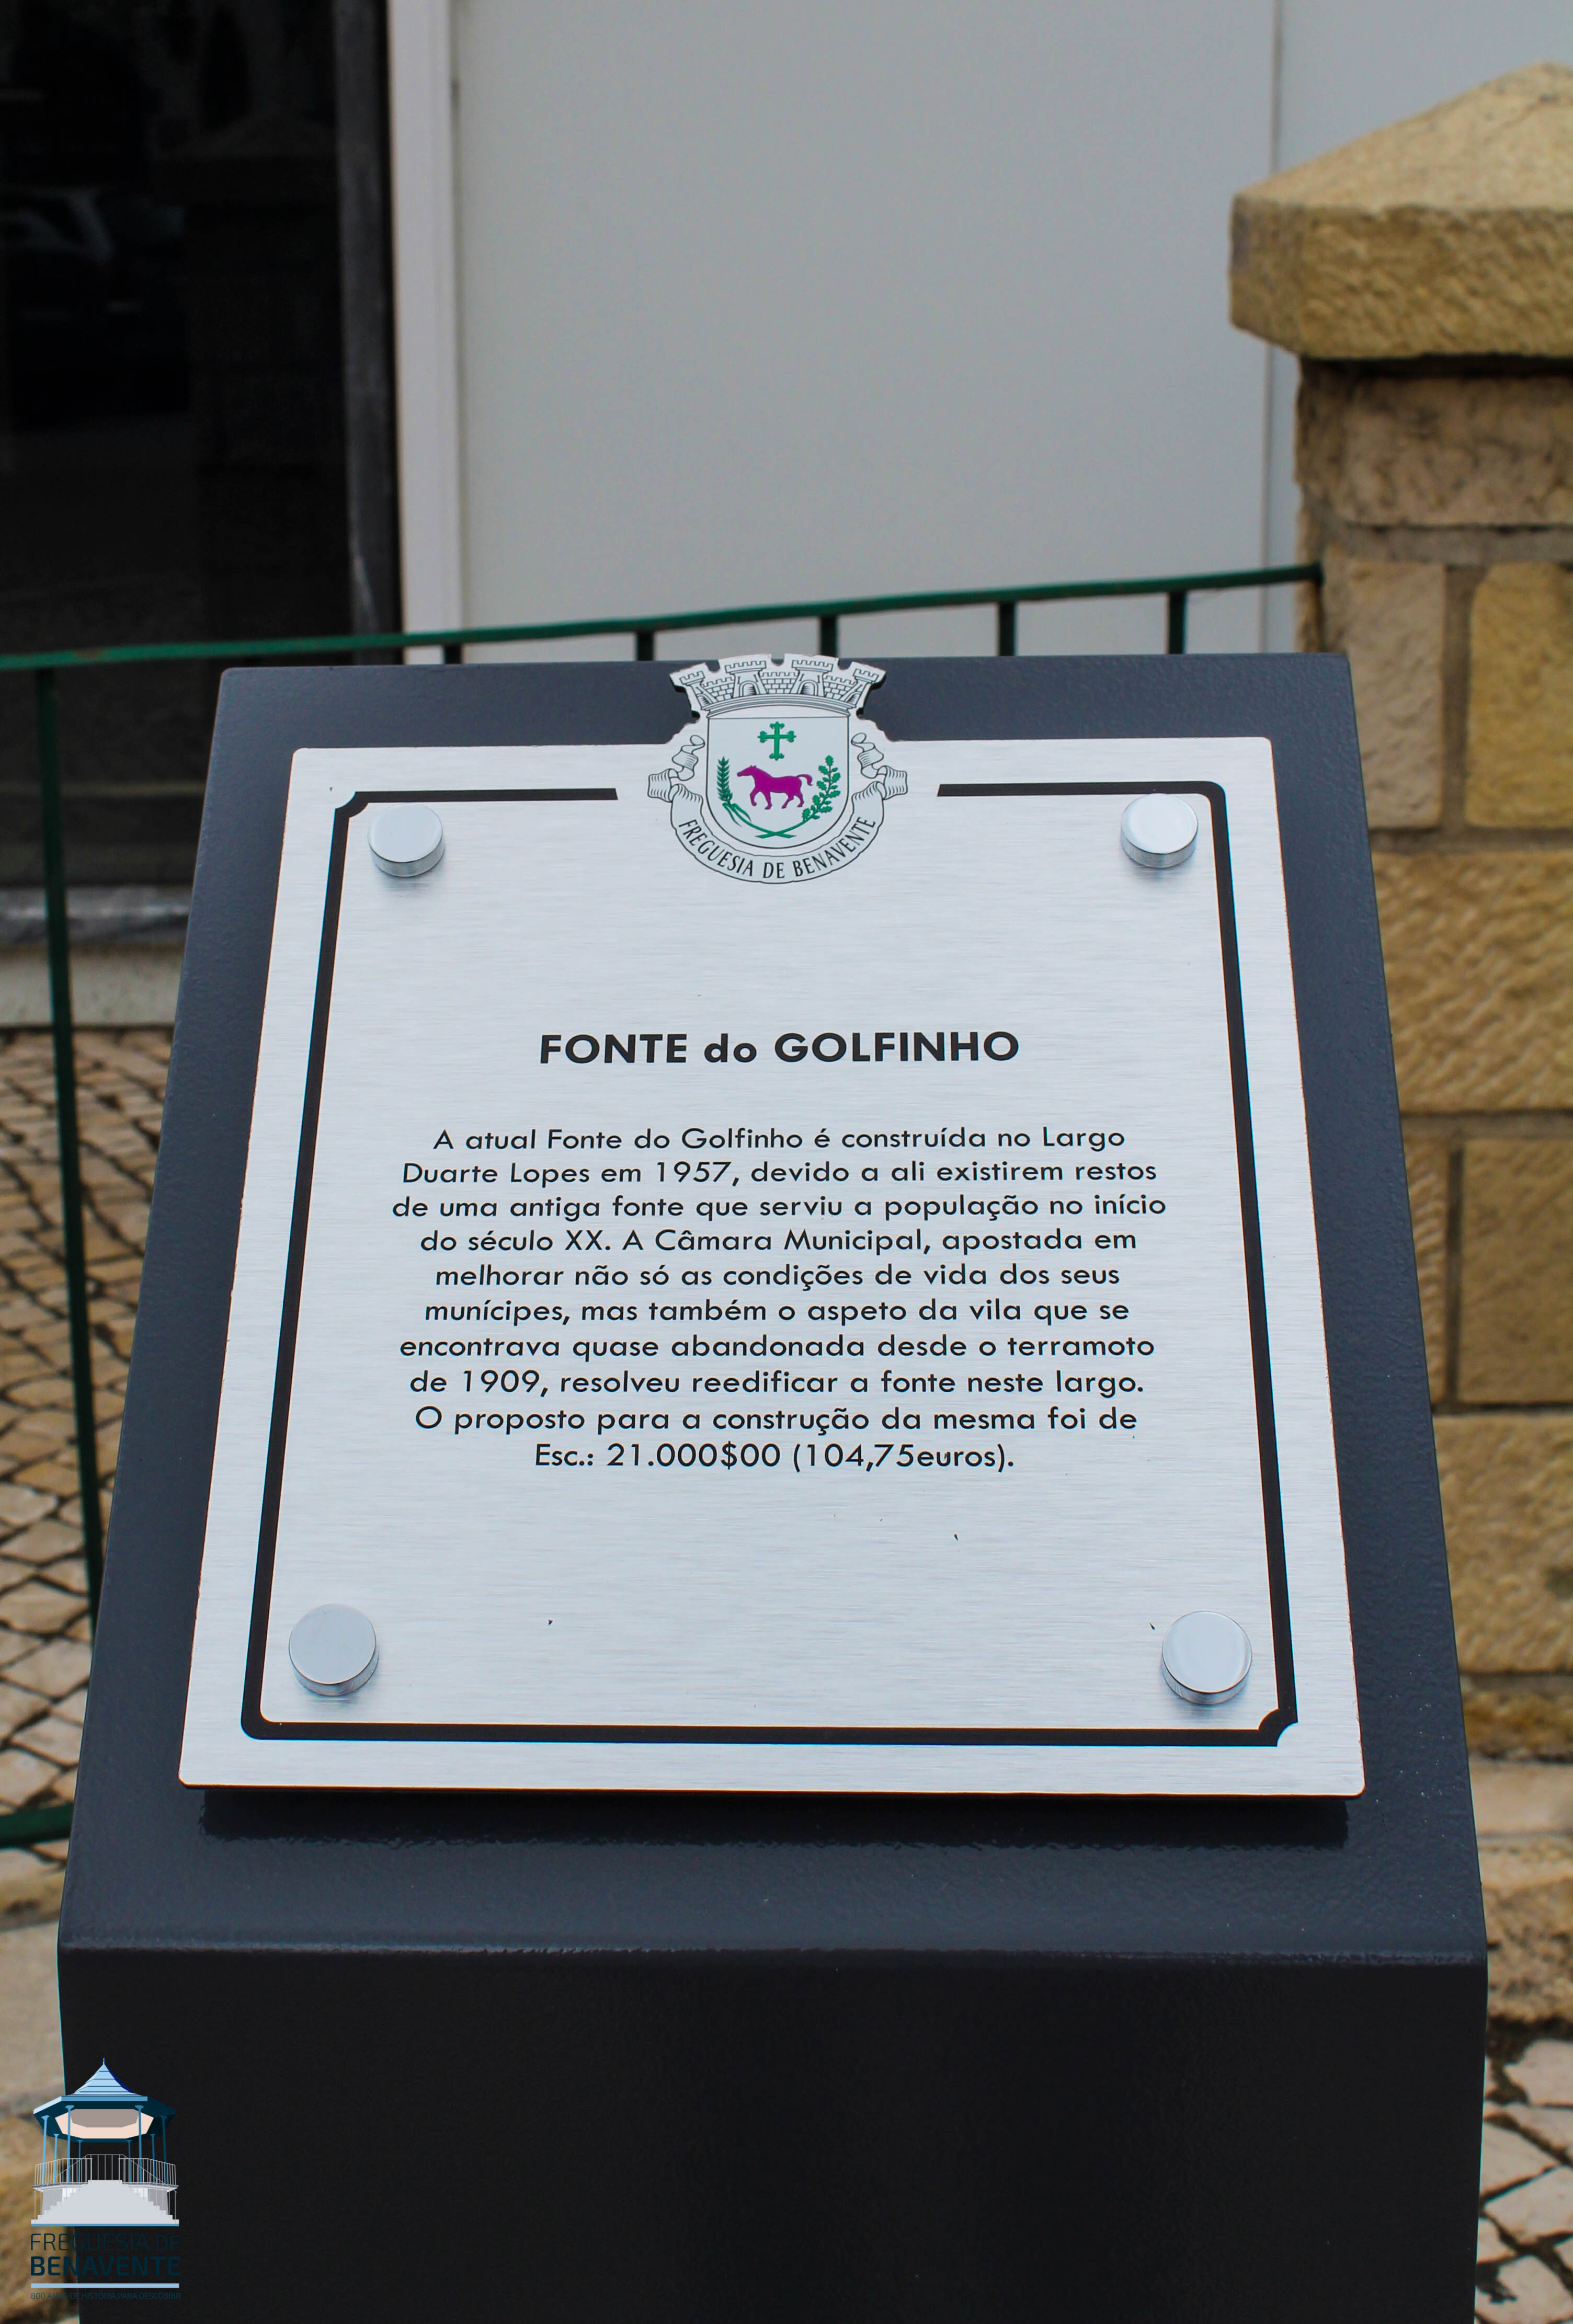 FREGUESIA DE BENAVENTE
FONTE do GOLFINHO
A atual Fonte do Golfinho é construída no Largo
Duarte Lopes em 1957, devido a ali existirem restos
de uma antiga fonte que serviu a população no início
do século XX. A Câmara Municipal, apostada em
melhorar não só as condições de vida dos seus
munícipes, mas também o aspeto da vila que se
encontrava quase abandonada desde o terramoto
de 1909, resolveu reedificar a fonte neste largo.
O proposto para a construção da mesma foi de
Esc.: 21.000$00 (104,75euros).
FREGUESIA DE
BENAVENTE